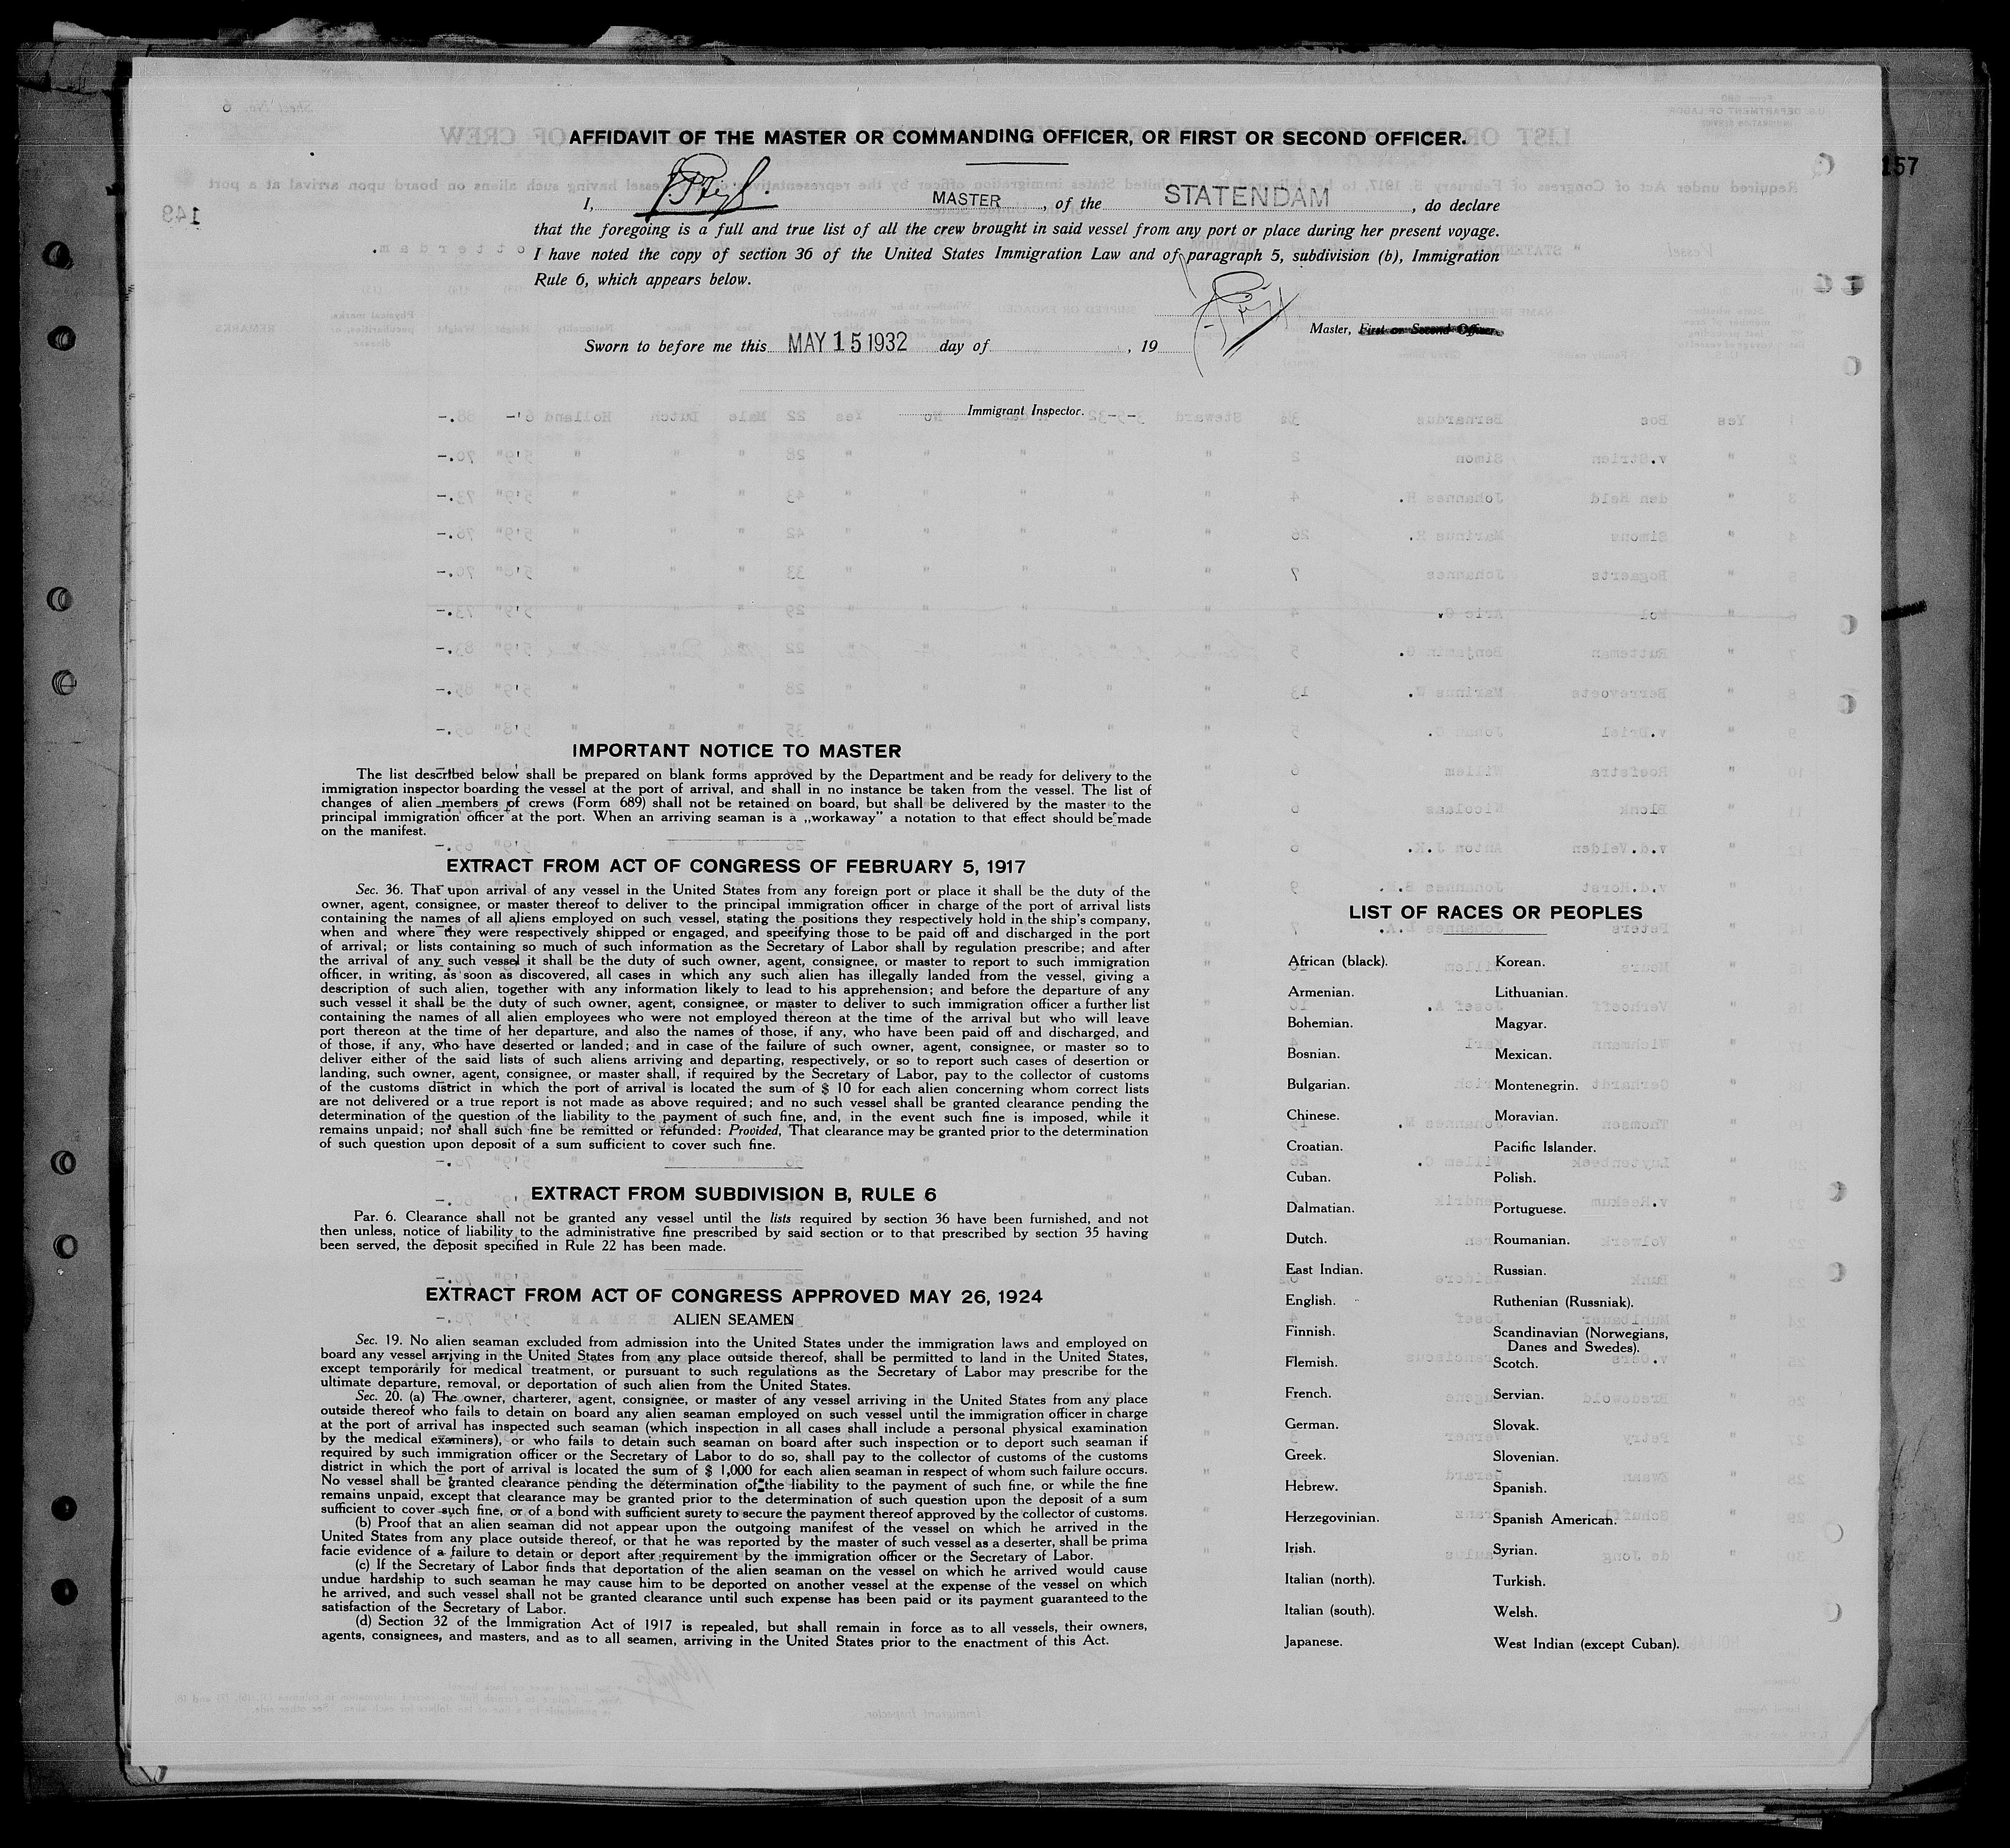 AFFIDAVIT OF THE MASTER OR COMMANDING OFFICER, OR FIRST OR SECOND OFFICER.
157
I, MASTER, of the STATENDAM, do declare
that the foregoing is a full and true list of all the crew brought in said vessel from any port or place during her present voyage.
I have noted the copy of section 36 of the United States Immigration Law and of paragraph 5, subdivision (b), Immigration
Rule 6, which appears below.
Master, First or Second Officer.
Sworn to before me this MAY 15 1932 day of , 19
Immigrant Inspector.
IMPORTANT NOTICE TO MASTER
The list described below shall be prepared on blank forms approved by the Department and be ready for delivery to the
immigration inspector boarding the vessel at the port of arrival, and shall in no instance be taken from the vessel. The list of
changes of alien members of crews (Form 689) shall not be retained on board, but shall be delivered by the master to the
principal immigration officer at the port. When an arriving seaman is a „workaway” a notation to that effect should be made
on the manifest.
EXTRACT FROM ACT OF CONGRESS OF FEBRUARY 5, 1917
Sec. 36. That upon arrival of any vessel in the United States from any foreign port or place it shall be the duty of the
owner, agent, consignee, or master thereof to deliver to the principal immigration officer in charge of the port of arrival lists
containing the names of all aliens employed on such vessel, stating the positions they respectively hold in the ship's company,
when and where they were respectively shipped or engaged, and specifying those to be paid off and discharged in the port
of arrival; or lists containing so much of such information as the Secretary of Labor shall by regulation prescribe; and after
the arrival of any such vessel it shall be the duty of such owner, agent, consignee, or master to report to such immigration
officer, in writing, as soon as discovered, all cases in which any such alien has illegally landed from the vessel, giving a
description of such alien, together with any information likely to lead to his apprehension; and before the departure of any
such vessel it shall be the duty of such owner, agent, consignee, or master to deliver to such immigration officer a further list
containing the names of all alien employees who were not employed thereon at the time of the arrival but who will leave
port thereon at the time of her departure, and also the names of those, if any, who have been paid off and discharged, and
of those, if any, who have deserted or landed; and in case of the failure of such owner, agent, consignee, or master so to
deliver either of the said lists of such aliens arriving and departing, respectively, or so to report such cases of desertion or
landing, such owner, agent, consignee, or master shall, if required by the Secretary of Labor, pay to the collector of customs
of the customs district in which the port of arrival is located the sum of $ 10 for each alien concerning whom correct lists
are not delivered or a true report is not made as above required; and no such vessel shall be granted clearance pending the
determination of the question of the liability to the payment of such fine, and, in the event such fine is imposed, while it
remains unpaid; nor shall such fine be remitted or refunded: Provided, That clearance may be granted prior to the determination
of such question upon deposit of a sum sufficient to cover such fine.
EXTRACT FROM SUBDIVISION B, RULE 6
Par. 6. Clearance shall not be granted any vessel until the lists required by section 36 have been furnished, and not
then unless, notice of liability to the administrative fine prescribed by said section or to that prescribed by section 35 having
been served, the deposit specified in Rule 22 has been made.
EXTRACT FROM ACT OF CONGRESS APPROVED MAY 26, 1924
ALIEN SEAMEN
Sec. 19. No alien seaman excluded from admission into the United States under the immigration laws and employed on
board any vessel arriving in the United States from any place outside thereof, shall be permitted to land in the United States,
except temporarily for medical treatment, or pursuant to such regulations as the Secretary of Labor may prescribe for the
ultimate departure, removal, or deportation of such alien from the United States.
Sec. 20. (a) The owner, charterer, agent, consignee, or master of any vessel arriving in the United States from any place
outside thereof who fails to detain on board any alien seaman employed on such vessel until the immigration officer in charge
at the port of arrival has inspected such seaman (which inspection in all cases shall include a personal physical examination
by the medical examiners), or who fails to detain such seaman on board after such inspection or to deport such seaman if
required by such immigration officer or the Secretary of Labor to do so, shall pay to the collector of customs of the customs
district in which the port of arrival is located the sum of $ 1,000 for each alien seaman in respect of whom such failure occurs.
No vessel shall be granted clearance pending the determination of the liability to the payment of such fine, or while the fine
remains unpaid, except that clearance may be granted prior to the determination of such question upon the deposit of a sum
sufficient to cover such fine, or of a bond with sufficient surety to secure the payment thereof approved by the collector of customs.
(b) Proof that an alien seaman did not appear upon the outgoing manifest of the vessel on which he arrived in the
United States from any place outside thereof, or that he was reported by the master of such vessel as a deserter, shall be prima
facie evidence of a failure to detain or deport after requirement by the immigration officer or the Secretary of Labor.
(c) If the Secretary of Labor finds that deportation of the alien seaman on the vessel on which he arrived would cause
undue hardship to such seaman he may cause him to be deported on another vessel at the expense of the vessel on which
he arrived, and such vessel shall not be granted clearance until such expense has been paid or its payment guaranteed to the
satisfaction of the Secretary of Labor.
(d) Section 32 of the Immigration Act of 1917 is repealed, but shall remain in force as to all vessels, their owners,
agents, consignees, and masters, and as to all seamen, arriving in the United States prior to the enactment of this Act.
LIST OF RACES OR PEOPLES
African (black).
Armenian.
Bohemian.
Bosnian.
Bulgarian.
Chinese.
Croatian.
Cuban.
Dalmatian.
Dutch.
East Indian.
English.
Finnish.
Flemish.
French.
German.
Greek.
Hebrew.
Herzegovinian.
Irish.
Italian (north).
Italian (south).
Japanese.
Korean.
Lithuanian.
Magyar.
Mexican.
Montenegrin.
Moravian.
Pacific Islander.
Polish.
Portuguese.
Roumanian.
Russian.
Ruthenian (Russniak).
Scandinavian (Norwegians,
Danes and Swedes).
Scotch.
Servian.
Slovak.
Slovenian.
Spanish.
Spanish American.
Syrian.
Turkish.
Welsh.
West Indian (except Cuban).